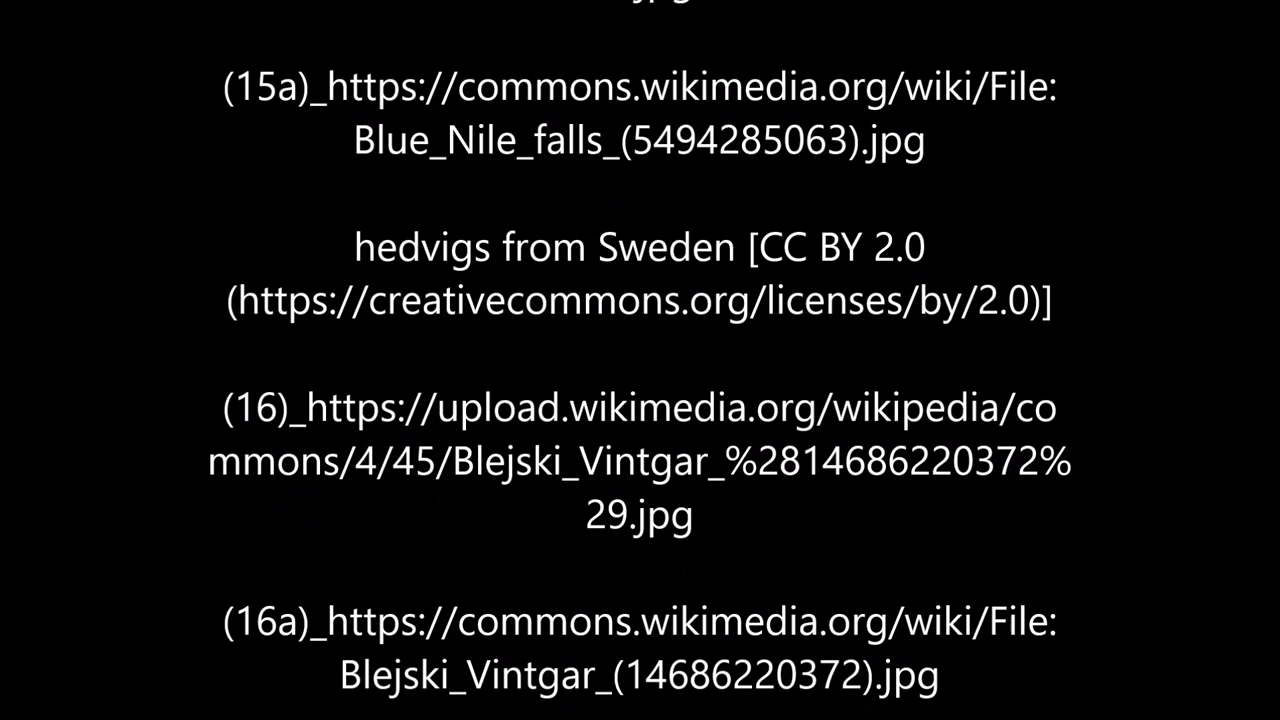 .jpg
(15a)_https://commons.wikimedia.org/wiki/File:
Blue_Nile_falls_(5494285063).jpg
hedvigs from Sweden [CC BY 2.0
(https://creativecommons.org/licenses/by/2.0)]
(16)_https://upload.wikimedia.org/wikipedia/co
mmons/4/45/Blejski_Vintgar_%2814686220372%
29.jpg
(16a)_https://commons.wikimedia.org/wiki/File:
Blejski_Vintgar_(14686220372).jpg